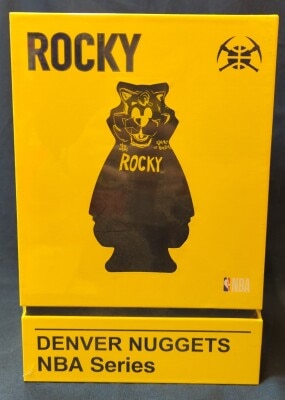 ROCKY
ROCKY
NBA
DENVER NUGGETS
NBA Series